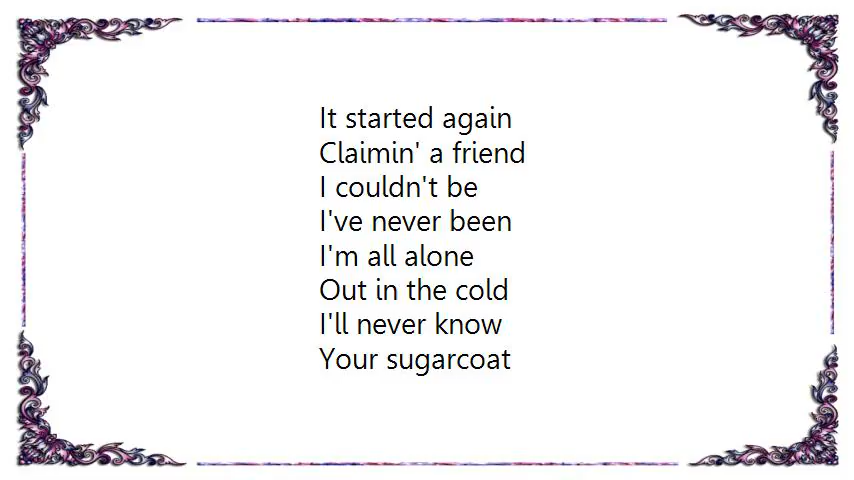 It started again
Claimin' a friend
I couldn't be
I've never been
I'm all alone
Out in the cold
I'll never know
Your sugarcoat